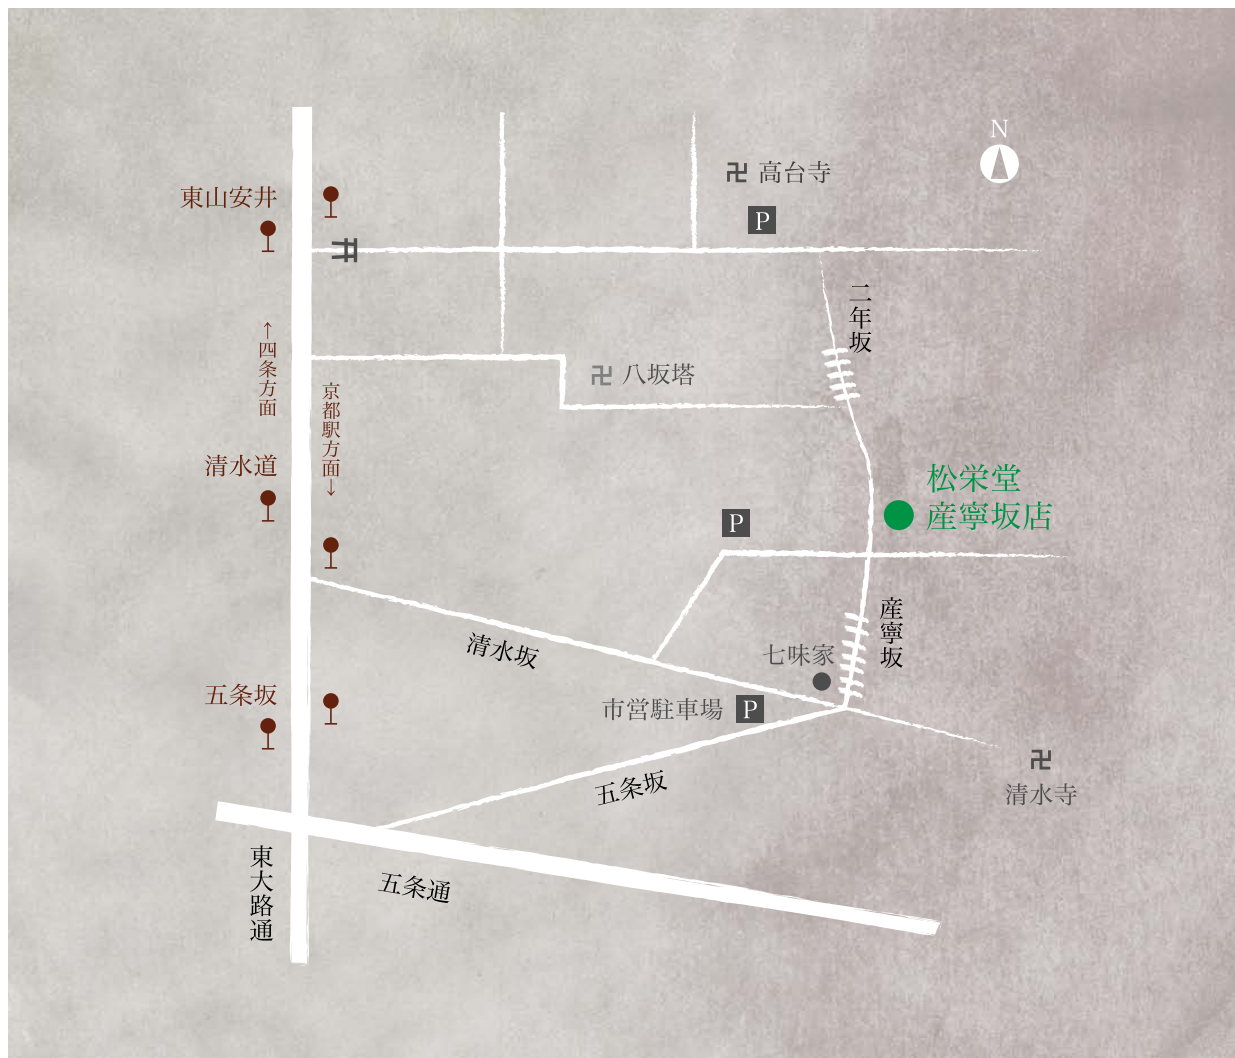 N
卍 高台寺
東山安井
P
二年坂
←四条方面
八坂塔
卍
京都駅方面→
清水道
松栄堂
産寧坂店
P
産寧坂
清水坂
七味家
五条坂
市営駐車場 P
卍
清水寺
五条坂
東大路通
五条通